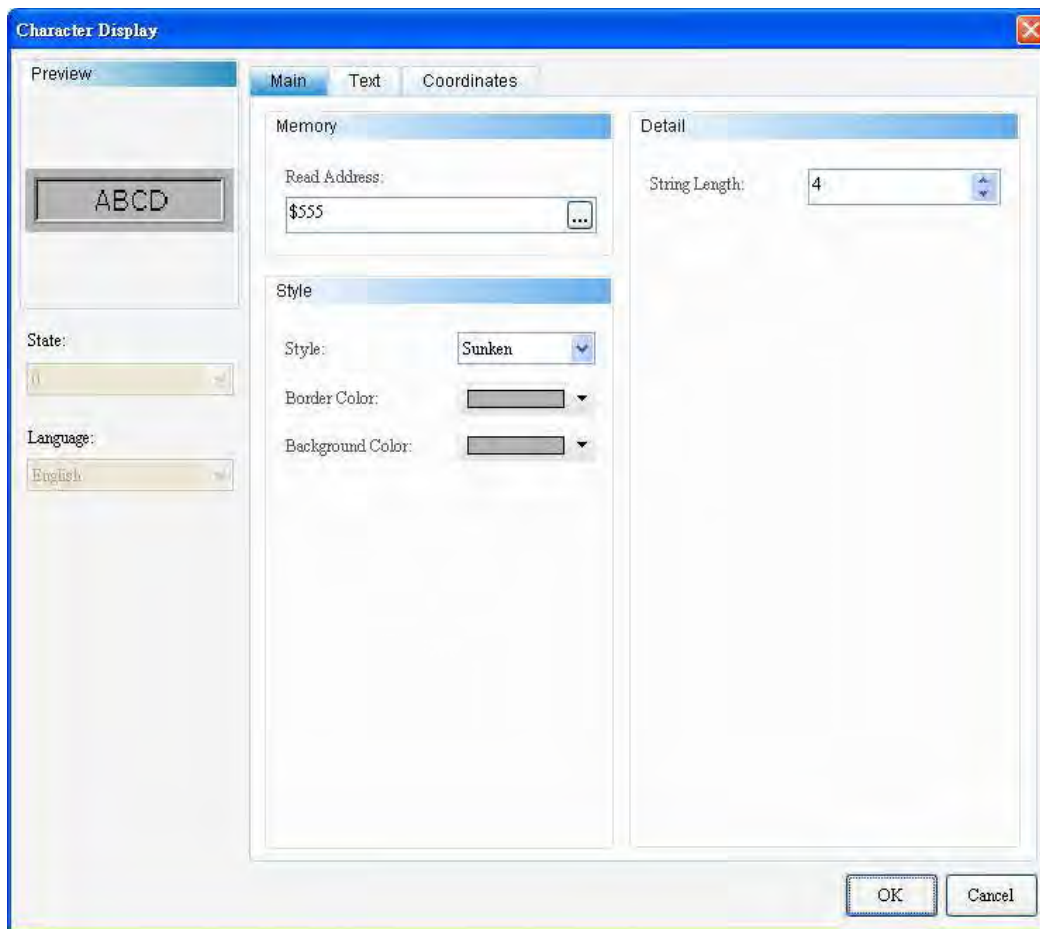 Character Display
Preview
ABCD
State:
0
Language:
English
Main Text Coordinates
Memory
Read Address:
$555
...
Style
Style: Sunken
Border Color:
Background Color:
Detail
String Length: 4
OK Cancel